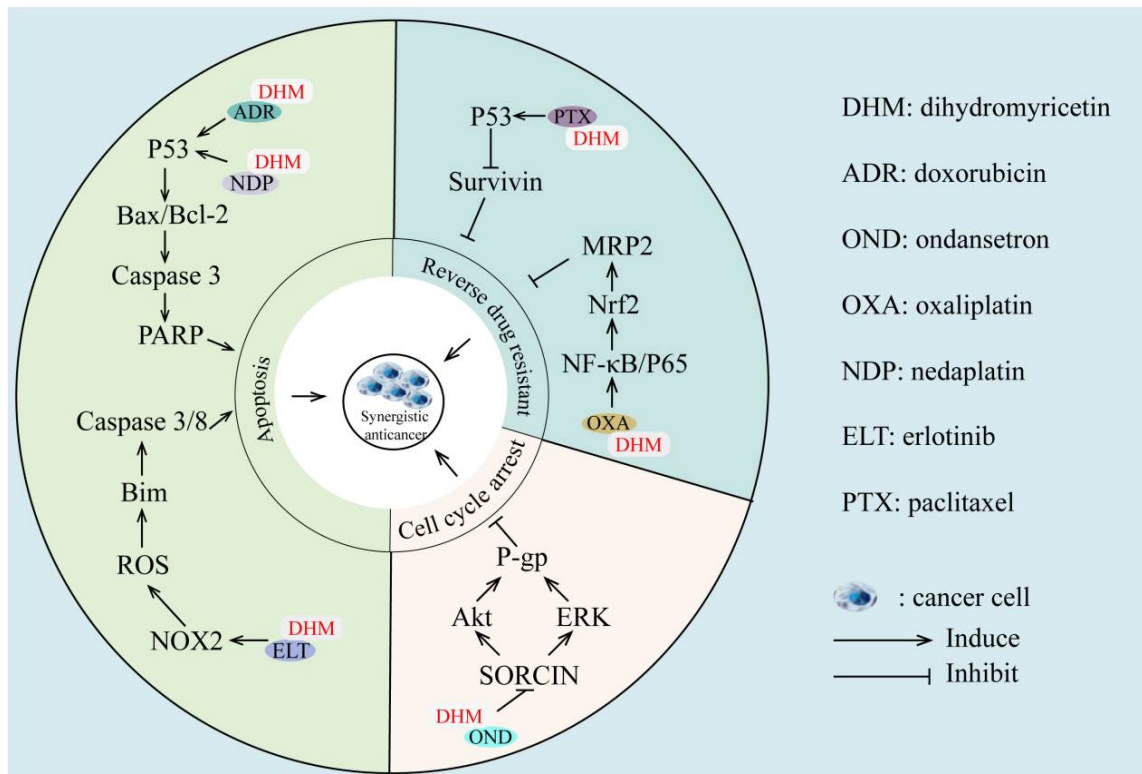 DHM
ADR
P53
DHM
NDP
Bax/Bcl-2
Caspase 3
PARP
Apoptosis
Caspase 3/8
Bim
ROS
NOX2
DHM
ELT
P53
PTX
DHM
Survivin
Reverse drug resistant
MRP2
Nrf2
NF-κB/P65
OXA
DHM
Synergistic
anticancer
Cell cycle arrest
P-gp
Akt
ERK
SORCIN
DHM
OND
DHM: dihydromyricetin
ADR: doxorubicin
OND: ondansetron
OXA: oxaliplatin
NDP: nedaplatin
ELT: erlotinib
PTX: paclitaxel
: cancer cell
Induce
Inhibit